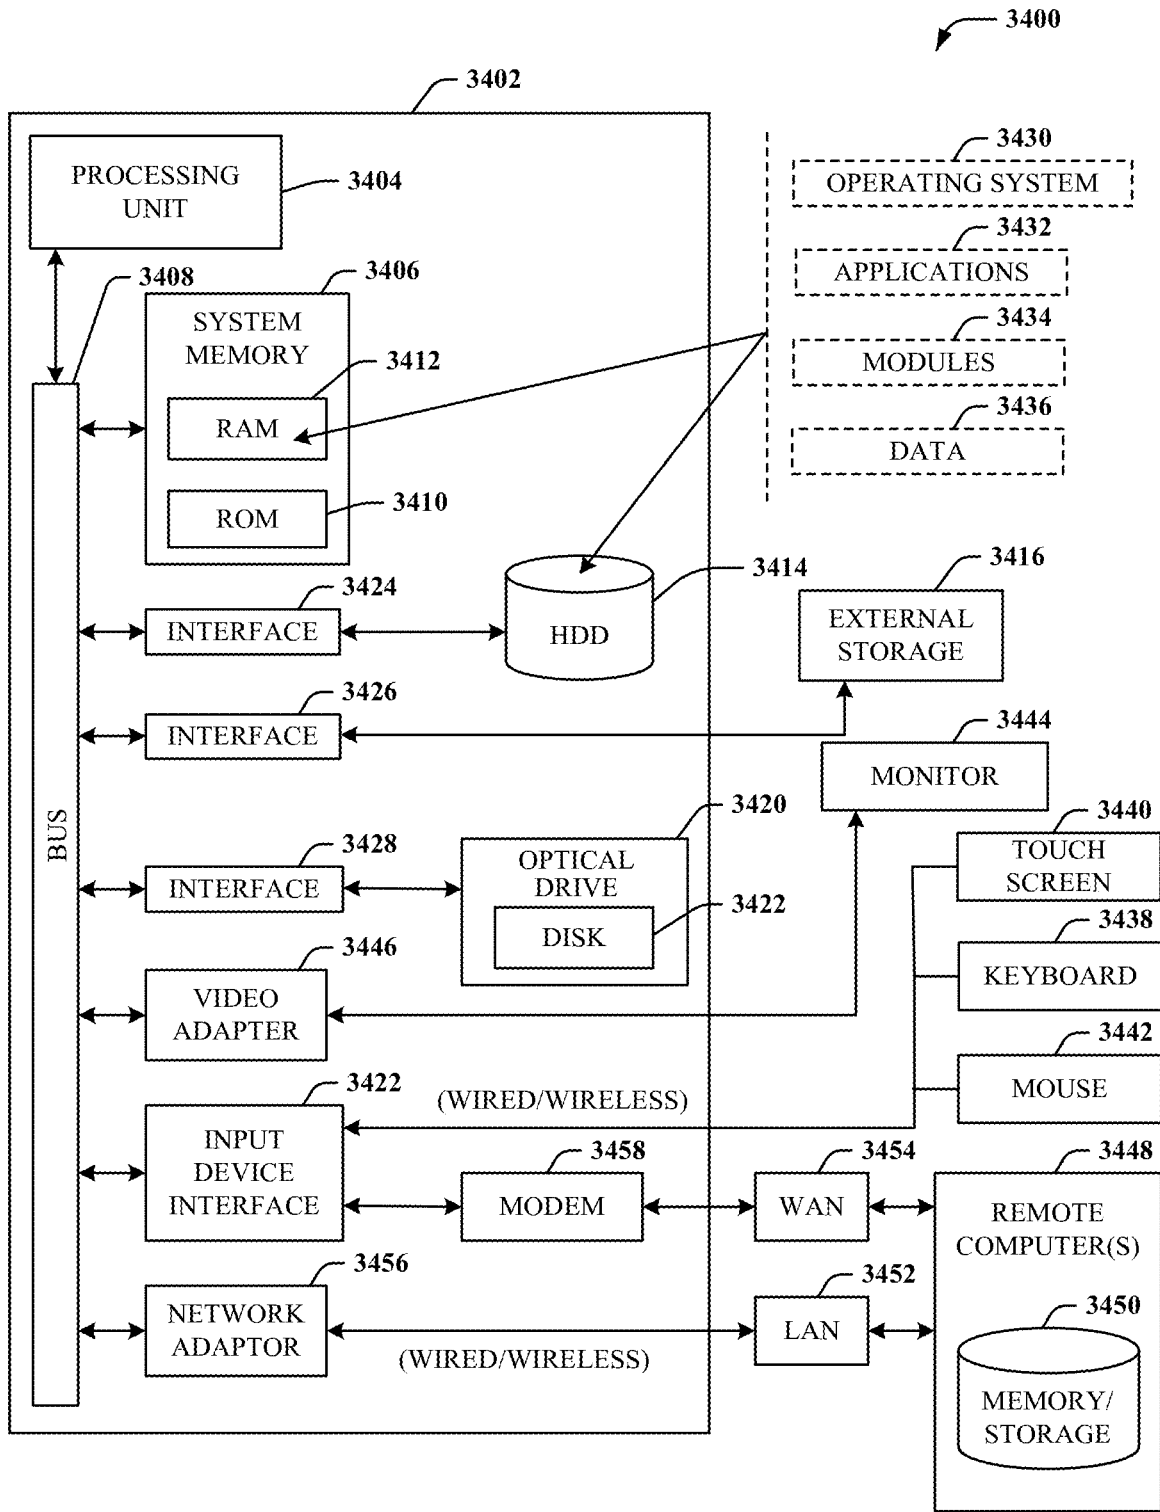 3400
3402
PROCESSING
UNIT
3404
3408
3406
SYSTEM
MEMORY
3412
RAM
3410
ROM
3430
OPERATING SYSTEM
3432
APPLICATIONS
3434
MODULES
3436
DATA
3424
INTERFACE
3414
HDD
3416
EXTERNAL
STORAGE
3426
INTERFACE
3444
MONITOR
BUS
3428
INTERFACE
3420
OPTICAL
DRIVE
3422
DISK
3440
TOUCH
SCREEN
3438
KEYBOARD
3442
MOUSE
3446
VIDEO
ADAPTER
3422
INPUT
DEVICE
INTERFACE
(WIRED/WIRELESS)
3458
MODEM
3454
WAN
3448
REMOTE
COMPUTER(S)
3456
NETWORK
ADAPTOR
(WIRED/WIRELESS)
3452
LAN
3450
MEMORY/
STORAGE